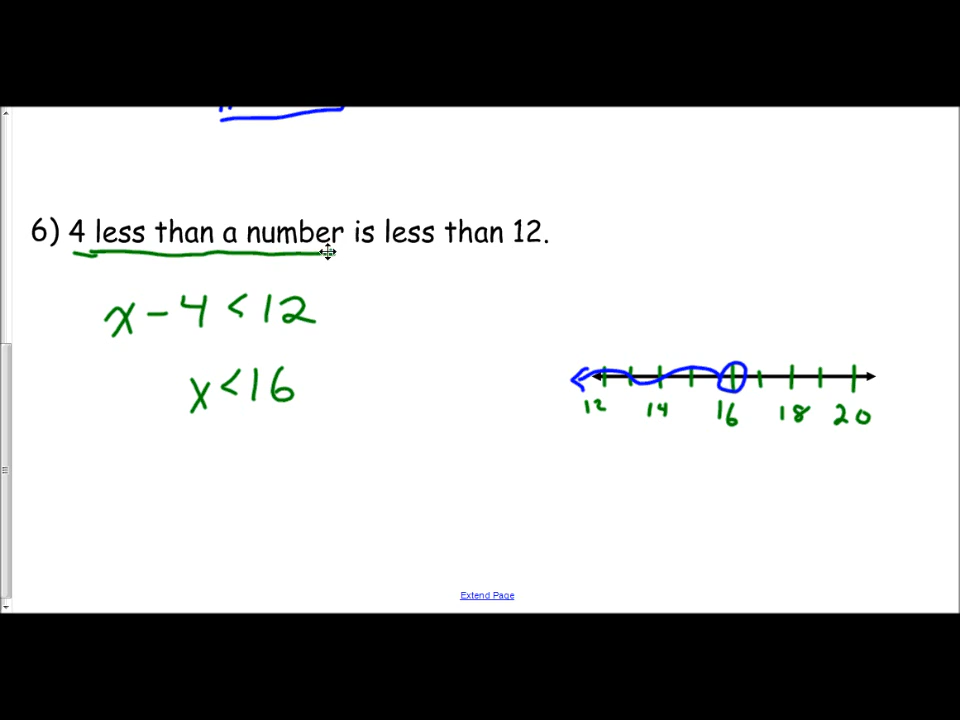 6) 4 less than a number is less than 12.
x - 4 < 12
x < 16
12 14 16 18 20
Extend Page